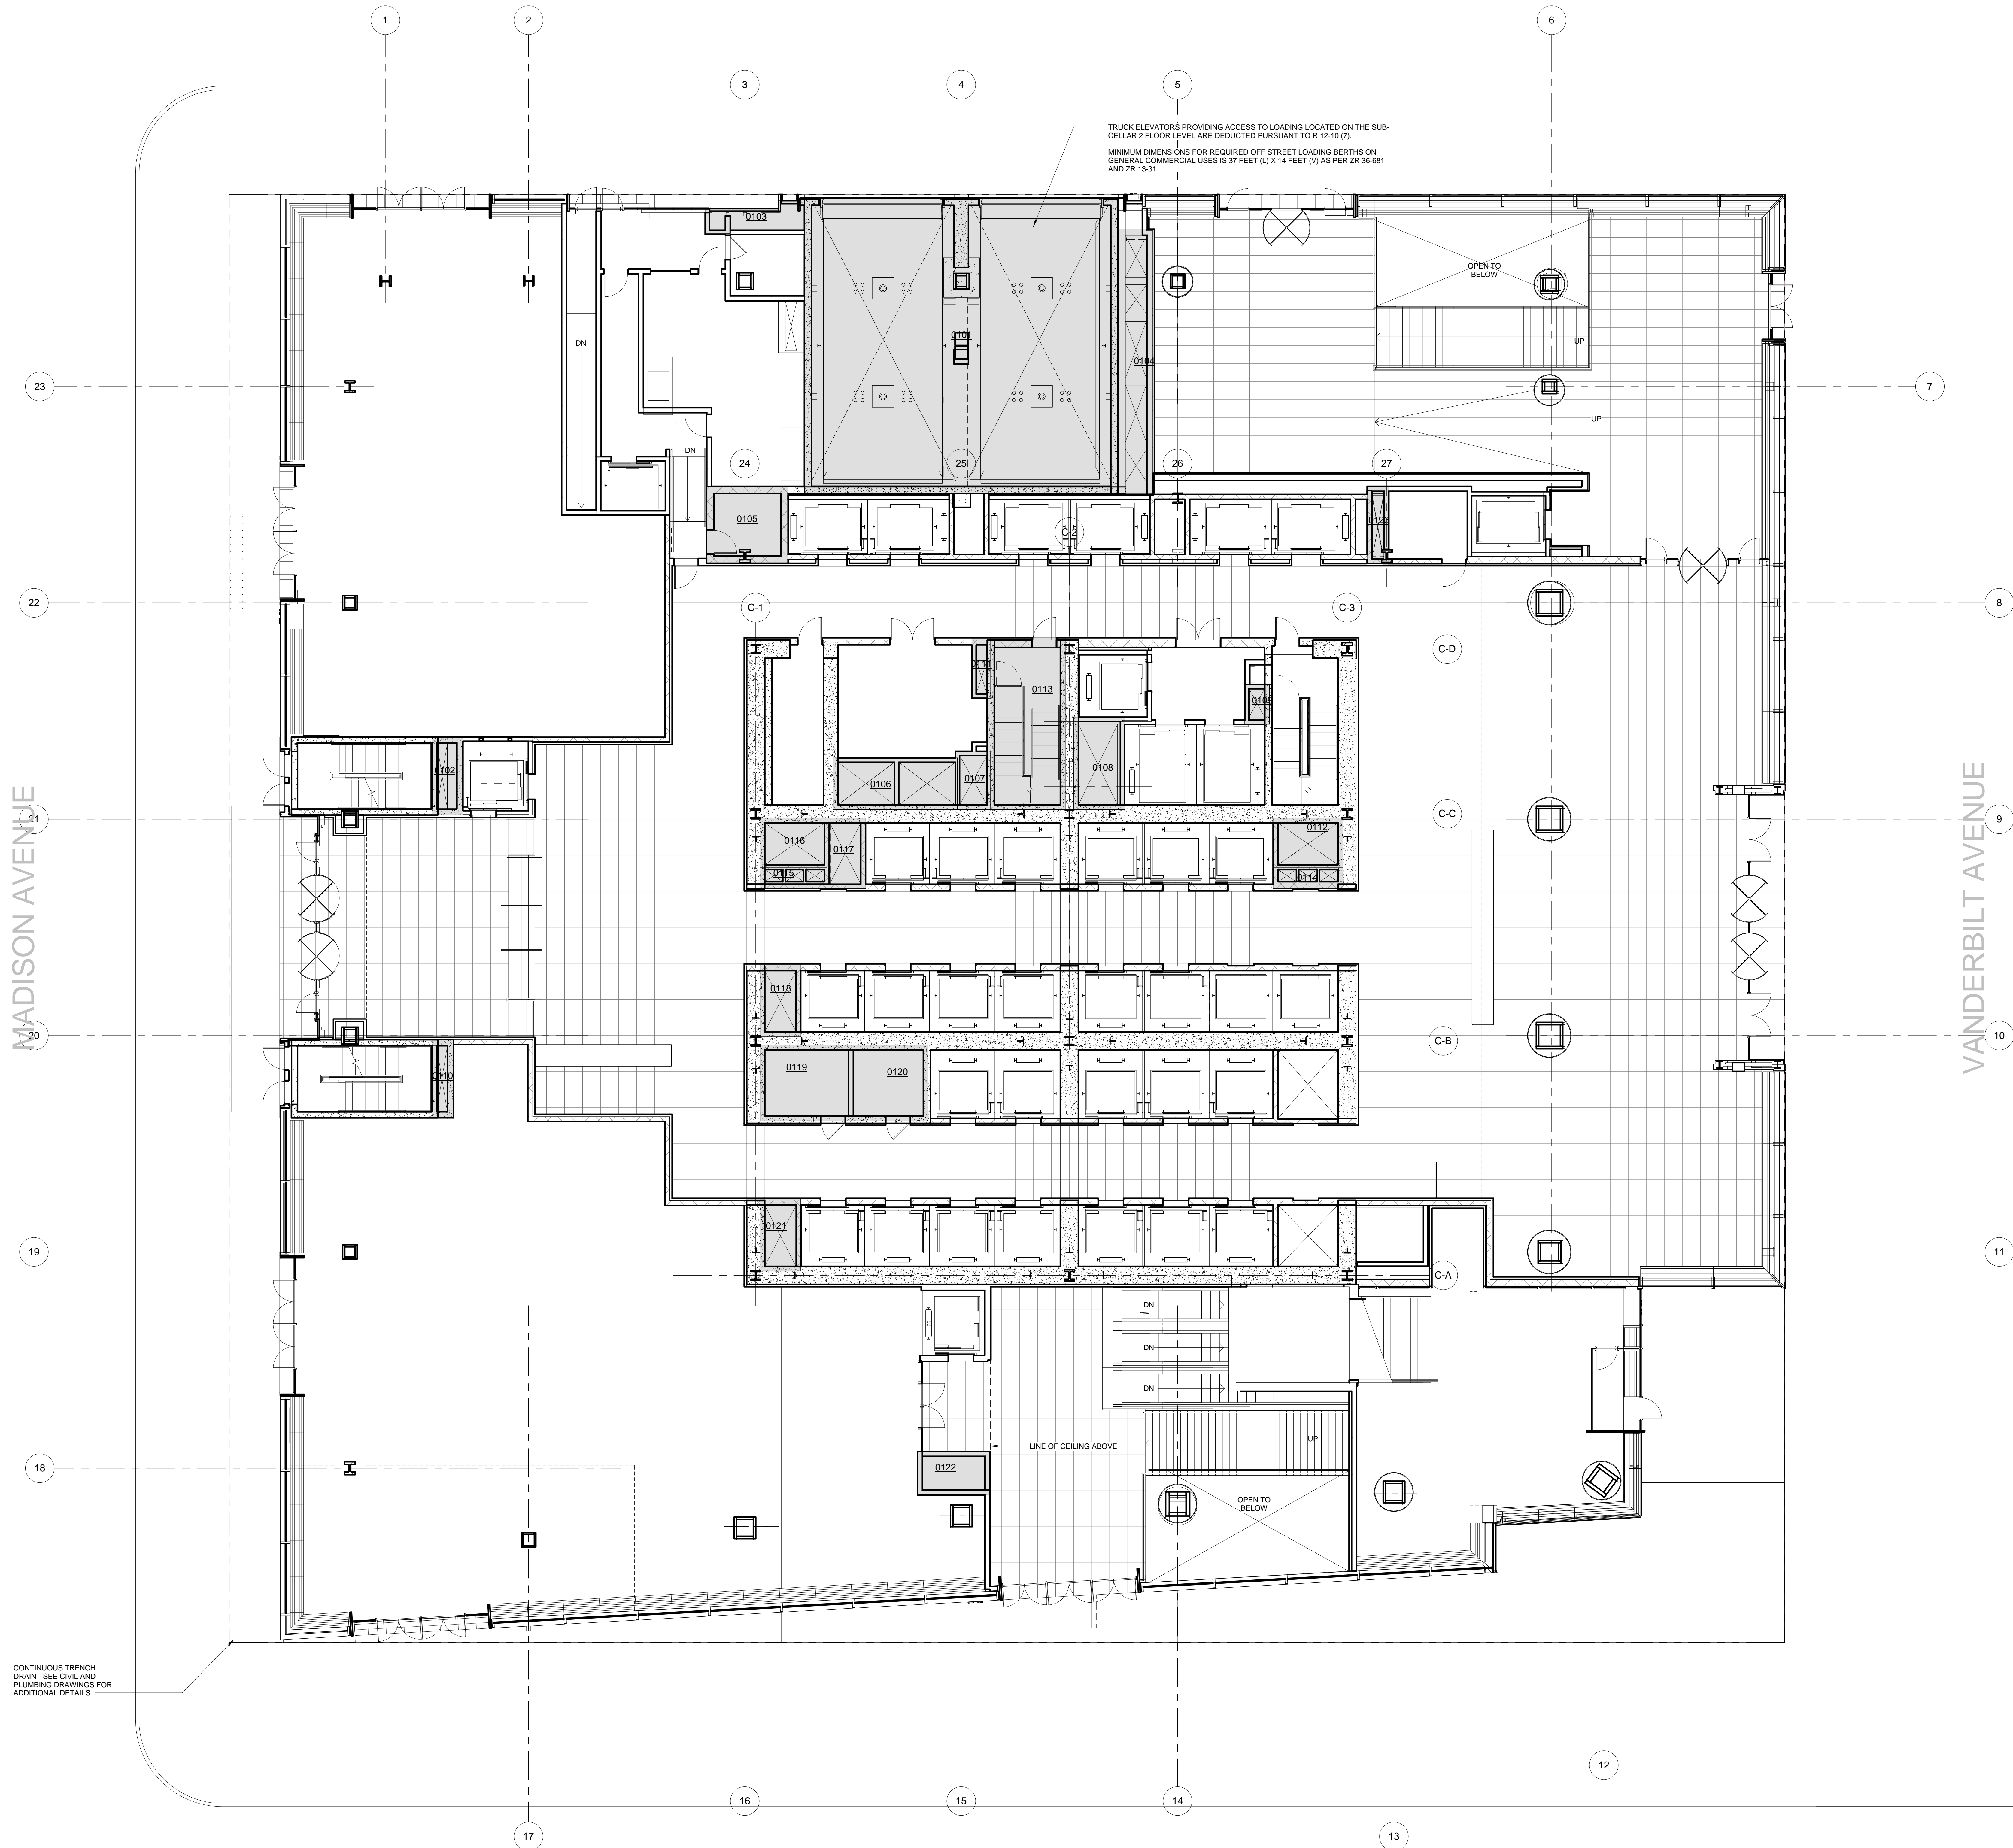 1
2
6
3
4
5
TRUCK ELEVATORS PROVIDING ACCESS TO LOADING LOCATED ON THE SUB-
CELLAR 2 FLOOR LEVEL ARE DEDUCTED PURSUANT TO R 12-10 (7).
MINIMUM DIMENSIONS FOR REQUIRED OFF STREET LOADING BERTHS ON
GENERAL COMMERCIAL USES IS 37 FEET (L) X 14 FEET (V) AS PER ZR 36-681
AND ZR 13-31
0103
OPEN TO
BELOW
DN
0101
UP
0104
23
7
UP
DN
24
25
26
27
0105
0123
C-2
22
C-1
C-3
8
C-D
0111
0113
0109
0102
0106
0107
0108
MADISON AVENUE
VANDERBILT AVENUE
21
C-C
9
0116
0117
0112
0115
0114
0118
20
C-B
10
0110
0119
0120
0121
19
11
C-A
DN
DN
DN
UP
LINE OF CEILING ABOVE
18
0122
OPEN TO
BELOW
CONTINUOUS TRENCH
DRAIN - SEE CIVIL AND
PLUMBING DRAWINGS FOR
ADDITIONAL DETAILS
12
16
15
14
17
13